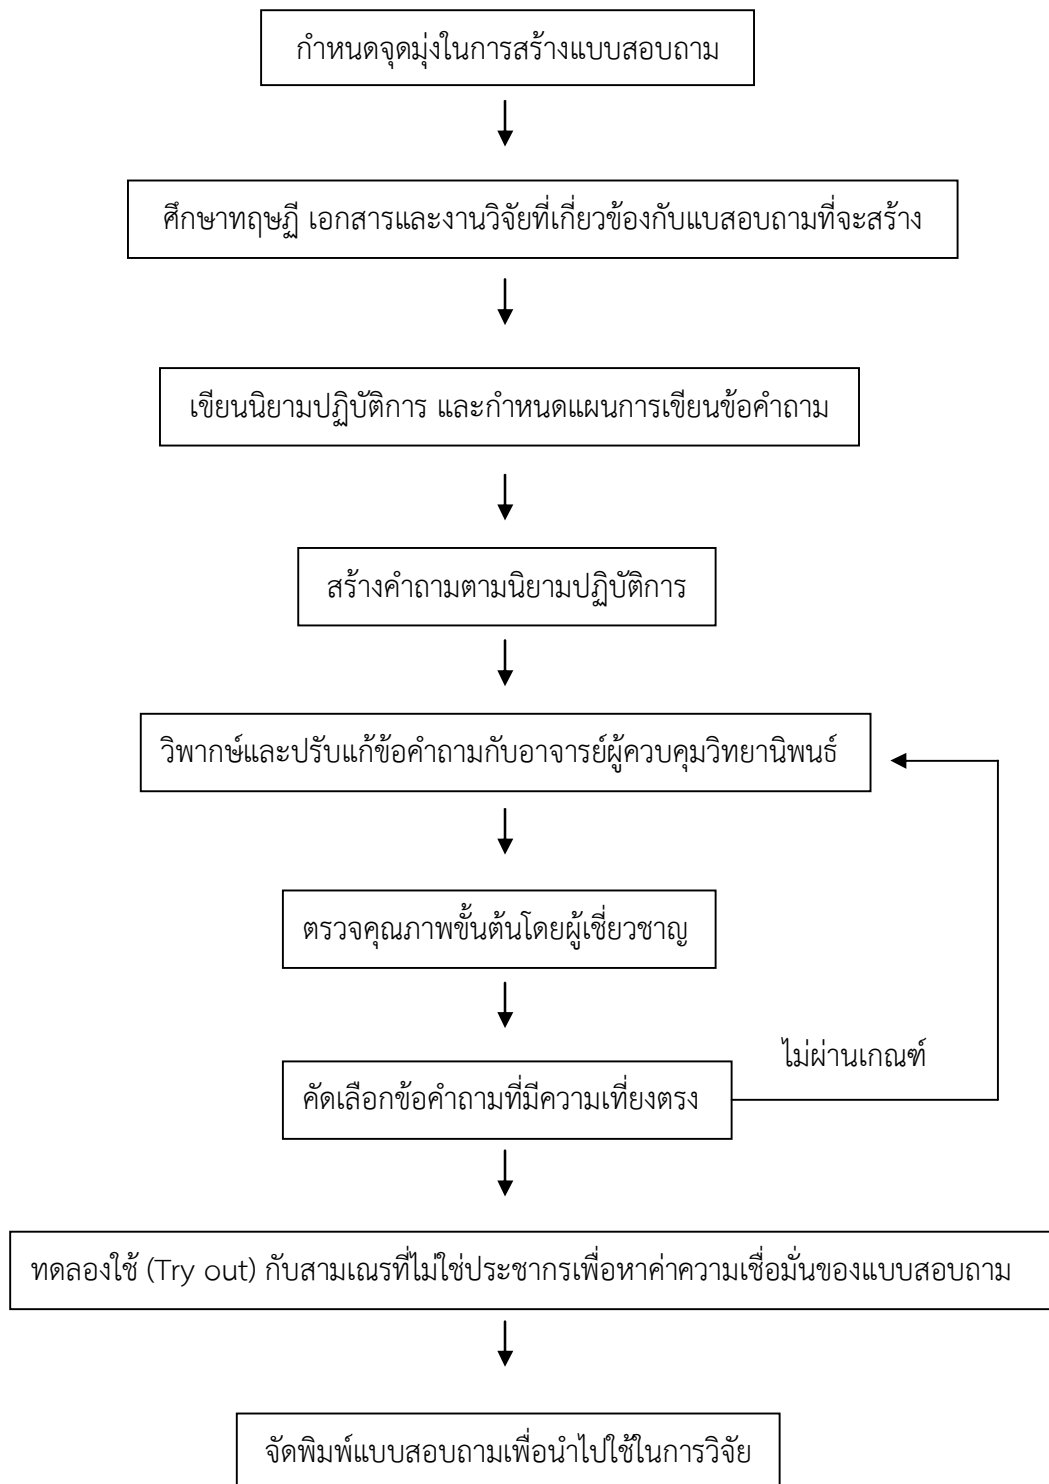 กำหนดจุดมุ่งในการสร้างแบบสอบถาม
ศึกษาทฤษฏี เอกสารและงานวิจัยที่เกี่ยวข้องกับแบสอบถามที่จะสร้าง
เขียนนิยามปฏิบัติการ และกำหนดแผนการเขียนข้อคำถาม
สร้างคำถามตามนิยามปฏิบัติการ
วิพากษ์และปรับแก้ข้อคำถามกับอาจารย์ผู้ควบคุมวิทยานิพนธ์
ตรวจคุณภาพขั้นต้นโดยผู้เชี่ยวชาญ
ไม่ผ่านเกณฑ์
คัดเลือกข้อคำถามที่มีความเที่ยงตรง
ทดลองใช้ (Try out) กับสามเณรที่ไม่ใช่ประชากรเพื่อหาค่าความเชื่อมั่นของแบบสอบถาม
จัดพิมพ์แบบสอบถามเพื่อนำไปใช้ในการวิจัย